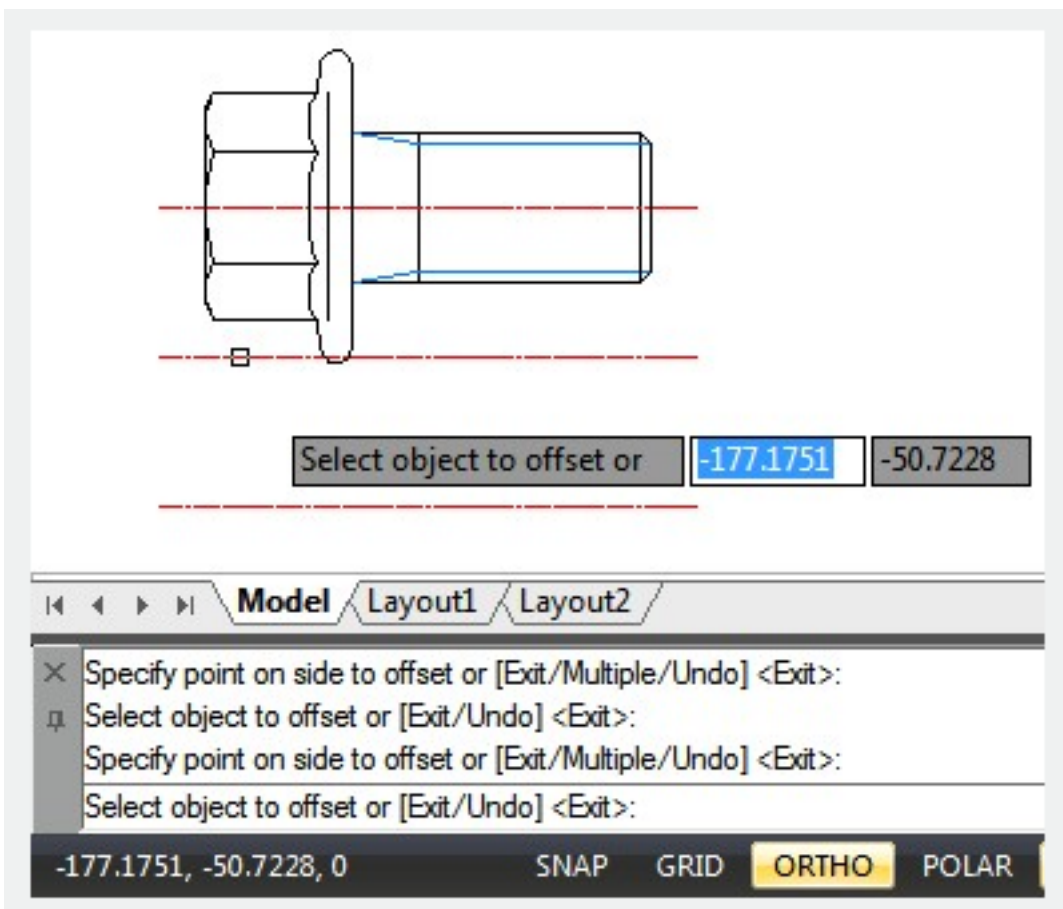 Select object to offset or -177.1751 -50.7228
Model Layout1 Layout2
Specify point on side to offset or [Exit/Multiple/Undo] <Exit>:
Select object to offset or [Exit/Undo] <Exit>:
Specify point on side to offset or [Exit/Multiple/Undo] <Exit>:
Select object to offset or [Exit/Undo] <Exit>:
-177.1751, -50.7228, 0 SNAP GRID ORTHO POLAR